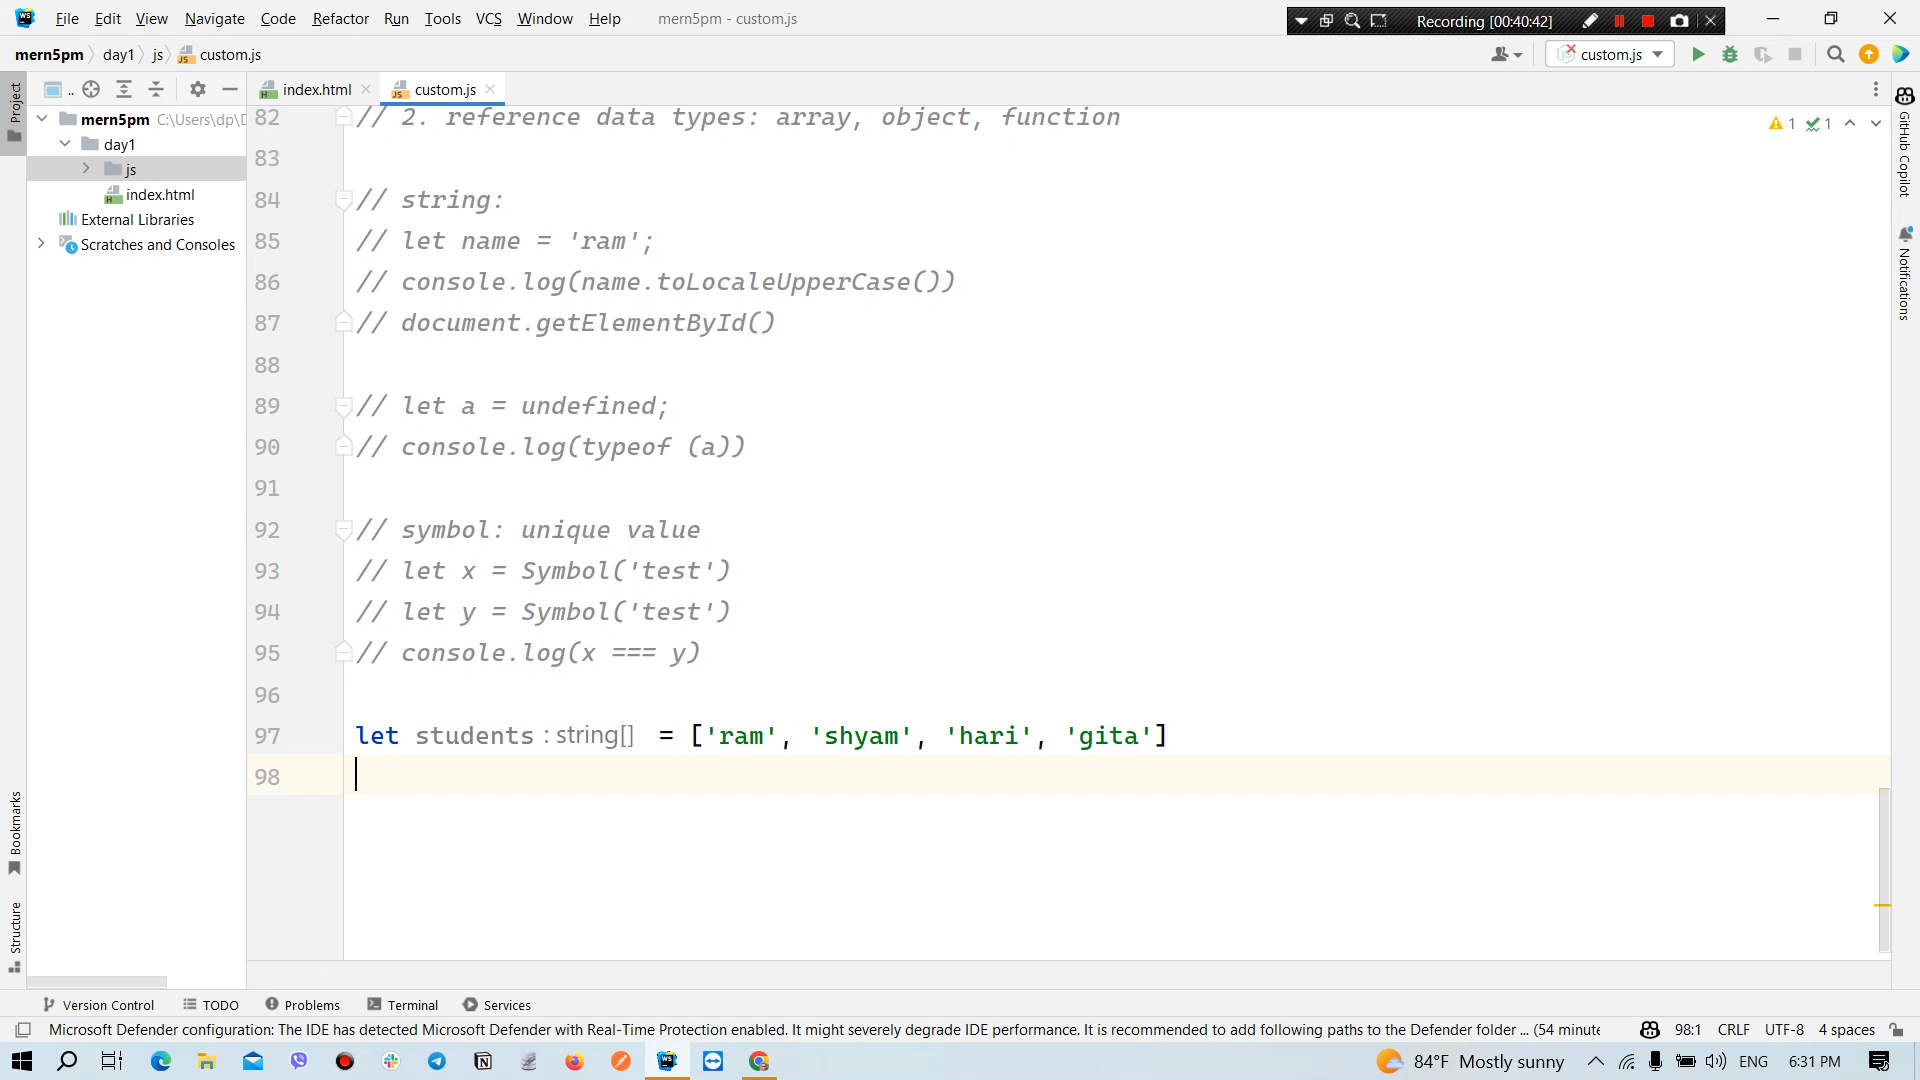 File Edit View Navigate Code Refactor Run Tools VCS Window Help mern5pm - custom.js
Recording [00:40:42]
mern5pm day1 js custom.js
custom.js
Project
..
index.html
custom.js
mern5pm C:\Users\dp\D
day1
js
index.html
External Libraries
Scratches and Consoles
82 // 2. reference data types: array, object, function
83
84 // string:
85 // let name = 'ram';
86 // console.log(name.toLocaleUpperCase())
87 // document.getElementById()
88
89 // let a = undefined;
90 // console.log(typeof (a))
91
92 // symbol: unique value
93 // let x = Symbol('test')
94 // let y = Symbol('test')
95 // console.log(x === y)
96
97 let students : string[] = ['ram', 'shyam', 'hari', 'gita']
98
1 1
GitHub Copilot
Notifications
Bookmarks
Structure
Version Control TODO Problems Terminal Services
Microsoft Defender configuration: The IDE has detected Microsoft Defender with Real-Time Protection enabled. It might severely degrade IDE performance. It is recommended to add following paths to the Defender folder ... (54 minute
98:1 CRLF UTF-8 4 spaces
84°F Mostly sunny ENG 6:31 PM